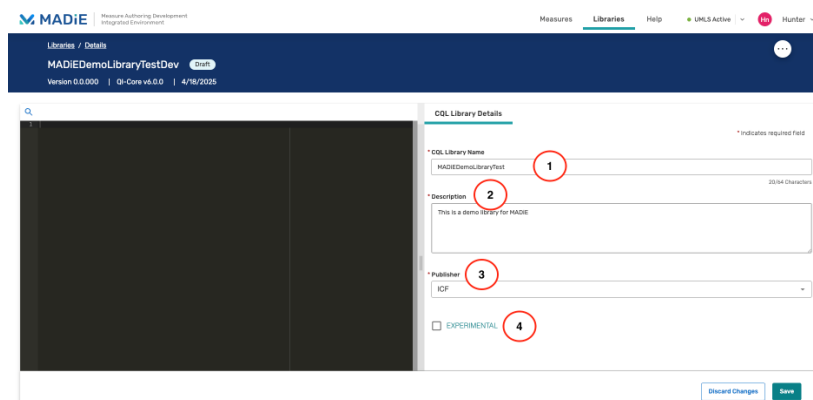 MADiE
Measure Authoring Development
Integrated Environment
Measures Libraries Help UMLS Active Hn Hunter
Libraries / Details
MADiEDemoLibraryTestDev Draft
Version 0.0.000 | QI-Core v6.0.0 | 4/18/2025
1
CQL Library Details
* Indicates required field
* CQL Library Name
MADIEDemoLibraryTest 1
20/64 Characters
* Description 2
This is a demo library for MADIE
* Publisher 3
ICF
EXPERIMENTAL 4
Discard Changes Save